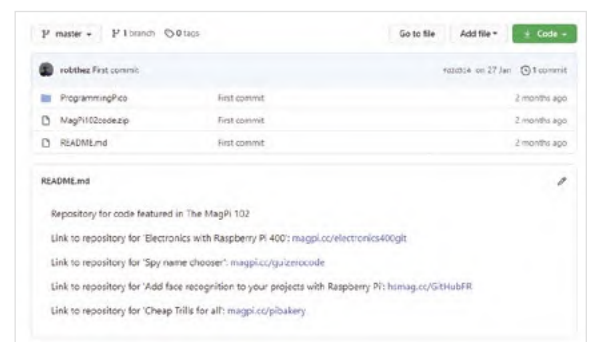 master 1 branch 0 tags Go to file Add file Code
robthez First commit on 27 Jan 1 commit
ProgrammingPico First commit 2 months ago
MagPi102code.zip First commit 2 months ago
README.md First commit 2 months ago
README.md
Repository for code featured in The MagPi 102
Link to repository for 'Electronics with Raspberry Pi 400': magpi.cc/electronics400git
Link to repository for 'Spy name chooser': magpi.cc/guizerocode
Link to repository for 'Add face recognition to your projects with Raspberry Pi': hsmag.cc/GitHubFR
Link to repository for 'Cheap Trills for all': magpi.cc/pibakery